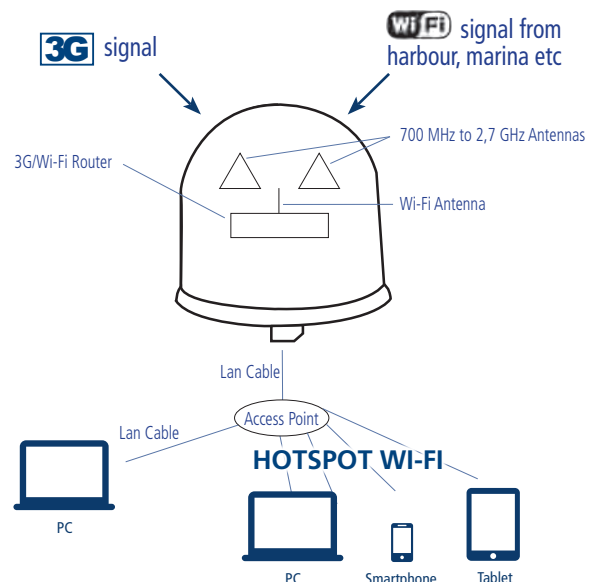 3G signal
WiFi signal from
harbour, marina etc
700 MHz to 2,7 GHz Antennas
3G/Wi-Fi Router
Wi-Fi Antenna
Lan Cable
Access Point
Lan Cable
HOTSPOT WI-FI
PC
PC
Smartphone
Tablet